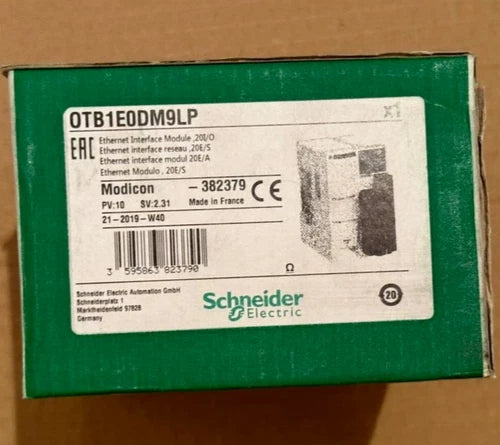 OTB1E0DM9LP
x1
EAC
Ethernet Interface Module ,20I/O
Ethernet interface reseau ,20E/S
Ethernet interface modul 20E/A
Ethernet Modulo , 20E/S
Modicon
- 382379
CE
PV:10 SV:2.31
Made in France
21-2019-W40
3 595863 823790
Ω
Schneider Electric Automation GmbH
Schneiderplatz 1
Marktheidenfeld 97828
Germany
Schneider
Electric
20